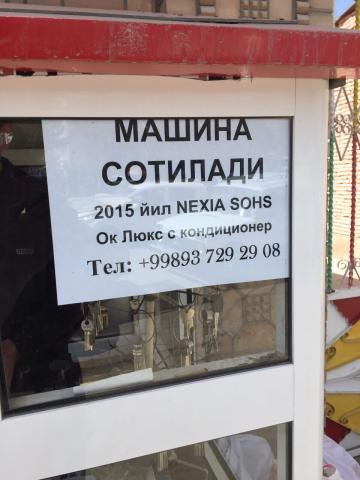 МАШИНА
СОТИЛАДИ
2015 йил NEXIA SOHS
Ок Люкс с кондиционер
Тел: +99893 729 29 08